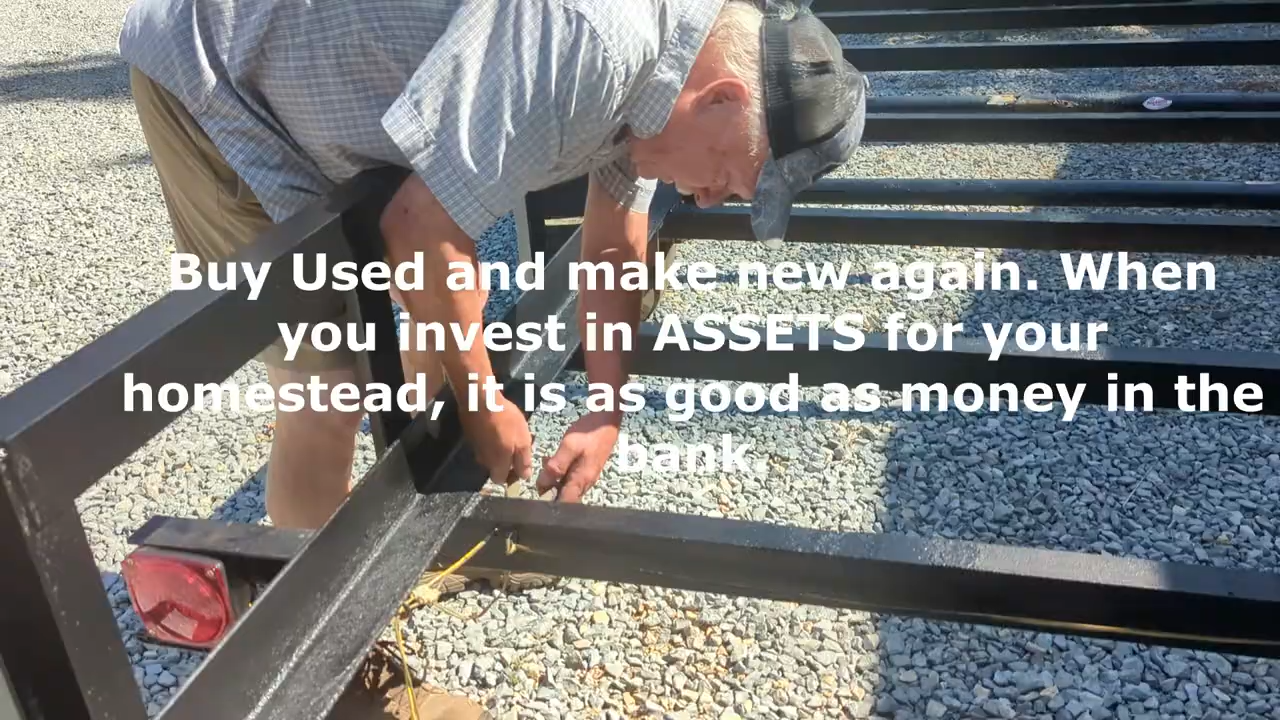 Buy Used and make new again. When
you invest in ASSETS for your
homestead, it is as good as money in the
bank.